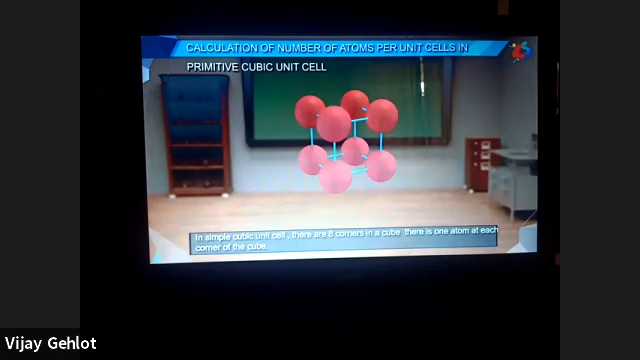 CALCULATION OF NUMBER OF ATOMS PER UNIT CELLS IN
PRIMITIVE CUBIC UNIT CELL
In simple cubic unit cell , there are 8 corners in a cube there is one atom at each
corner of the cube.
Vijay Gehlot